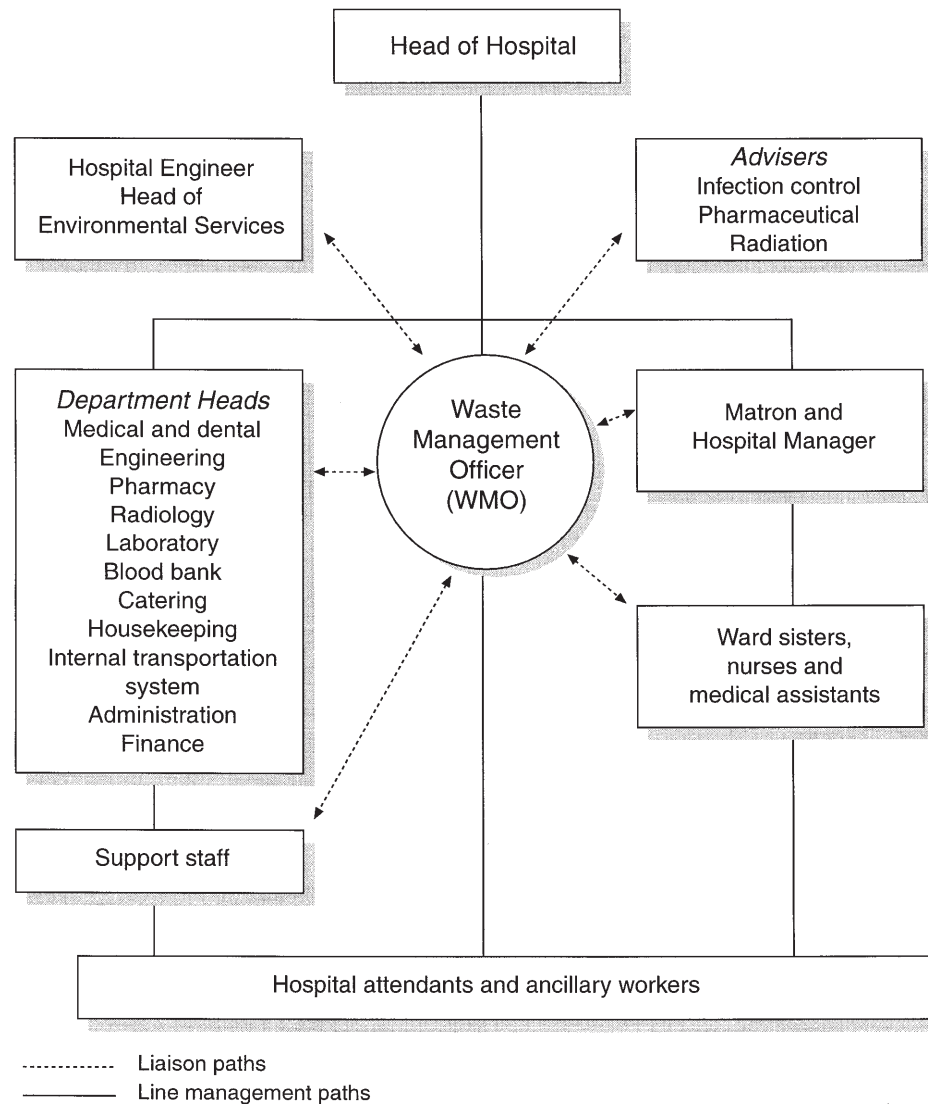 Head of Hospital
Hospital Engineer
Head of
Environmental Services
Advisers
Infection control
Pharmaceutical
Radiation
Department Heads
Medical and dental
Engineering
Pharmacy
Radiology
Laboratory
Blood bank
Catering
Housekeeping
Internal transportation
system
Administration
Finance
Waste
Management
Officer
(WMO)
Matron and
Hospital Manager
Ward sisters,
nurses and
medical assistants
Support staff
Hospital attendants and ancillary workers
Liaison paths
Line management paths